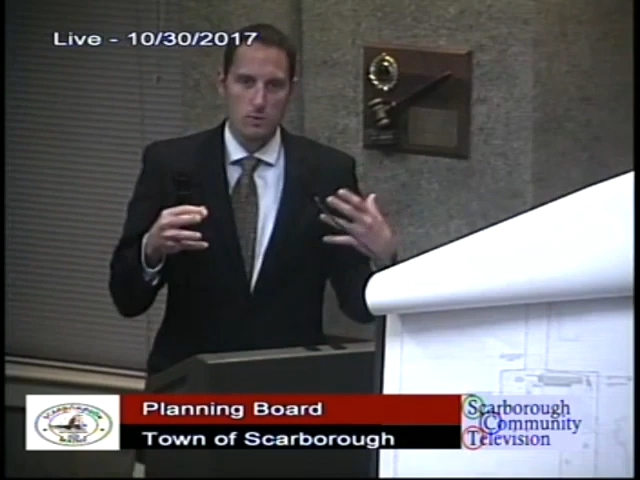 Live - 10/30/2017
Planning Board
Town of Scarborough
Scarborough
Community
Television